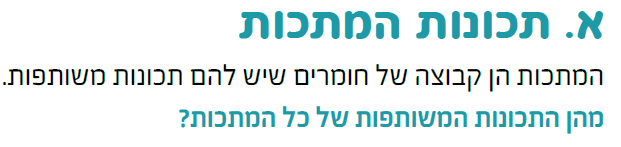 א. תכונות המתכות
המתכות הן קבוצה של חומרים שיש להם תכונות משותפות.
מהן התכונות המשותפות של כל המתכות?